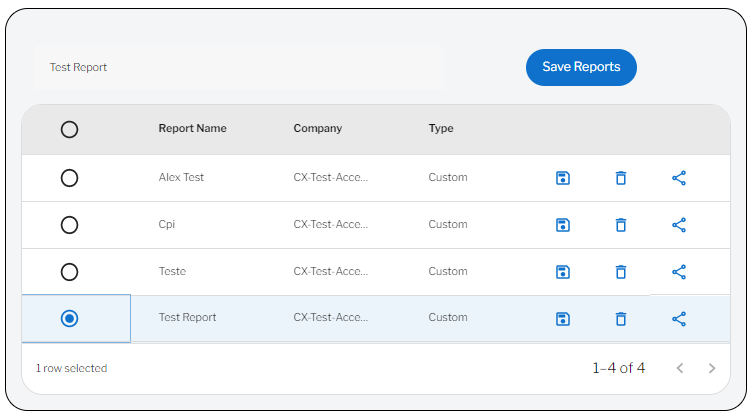 Test Report
Save Reports
Report Name Company Type
Alex Test CX-Test-Acce... Custom
Cpi CX-Test-Acce... Custom
Teste CX-Test-Acce... Custom
Test Report CX-Test-Acce... Custom
1 row selected 1–4 of 4